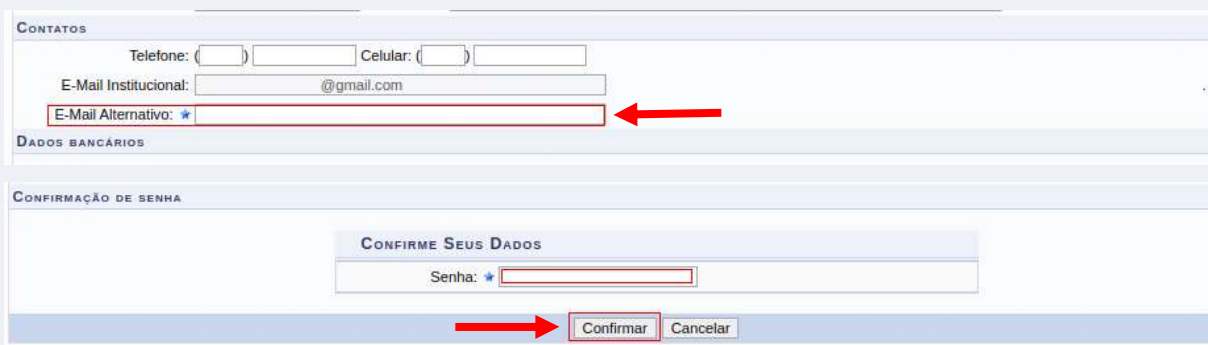 CONTATOS
Telefone: ( ) Celular: ( )
E-Mail Institucional: @gmail.com
E-Mail Alternativo:
DADOS BANCÁRIOS
CONFIRMAÇÃO DE SENHA
CONFIRME SEUS DADOS
Senha:
Confirmar Cancelar